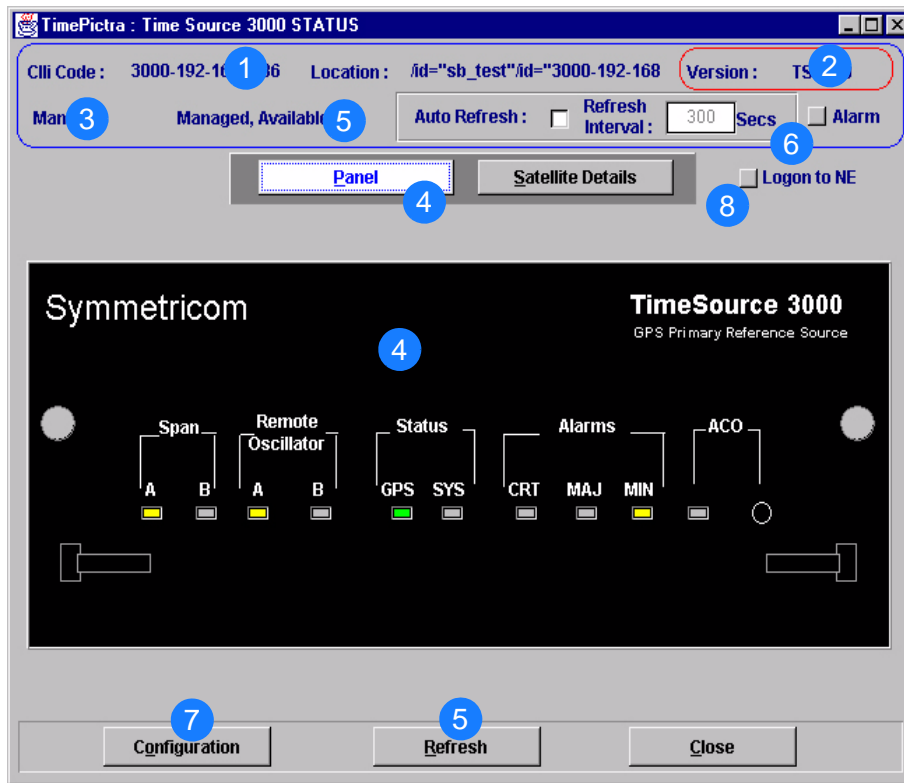 TimePictra : Time Source 3000 STATUS
Clli Code : 3000-192-16 1 36 Location : /id="sb_test"/id="3000-192-168 Version : 2
3 Managed, Available 5 Auto Refresh : Refresh Interval : 300 Secs Alarm
6
Panel Satellite Details Logon to NE
4 8
Symmetricom TimeSource 3000
GPS Primary Reference Source
4
Span Remote Oscillator Status Alarms ACO
A B A B GPS SYS CRT MAJ MIN
7 5
Configuration Refresh Close